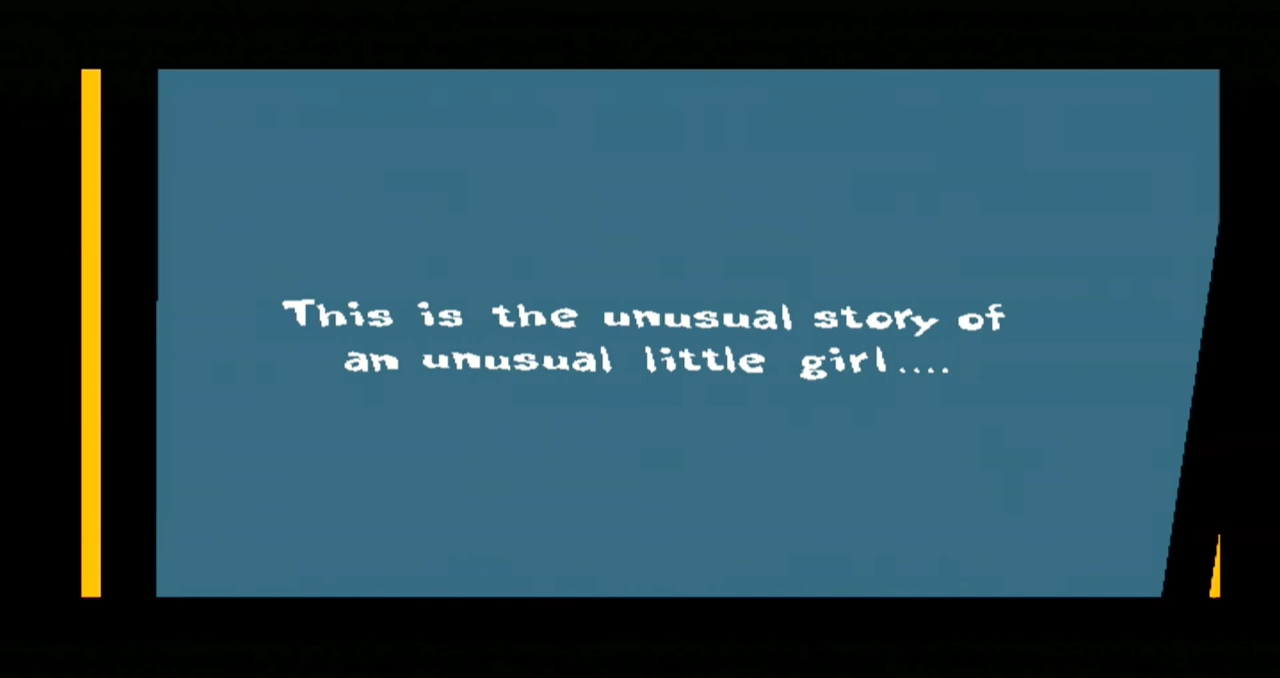 This is the unusual story of
an unusual little girl....